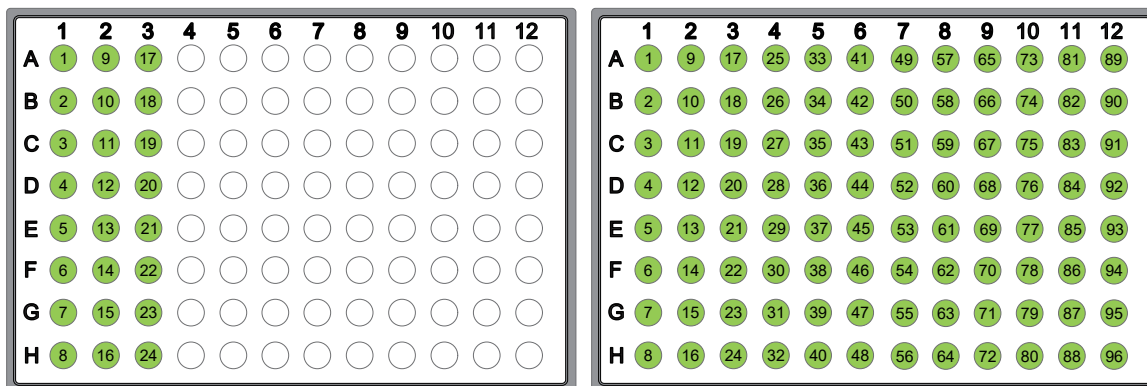 1 2 3 4 5 6 7 8 9 10 11 12
A 1 9 17
B 2 10 18
C 3 11 19
D 4 12 20
E 5 13 21
F 6 14 22
G 7 15 23
H 8 16 24
1 2 3 4 5 6 7 8 9 10 11 12
A 1 9 17 25 33 41 49 57 65 73 81 89
B 2 10 18 26 34 42 50 58 66 74 82 90
C 3 11 19 27 35 43 51 59 67 75 83 91
D 4 12 20 28 36 44 52 60 68 76 84 92
E 5 13 21 29 37 45 53 61 69 77 85 93
F 6 14 22 30 38 46 54 62 70 78 86 94
G 7 15 23 31 39 47 55 63 71 79 87 95
H 8 16 24 32 40 48 56 64 72 80 88 96